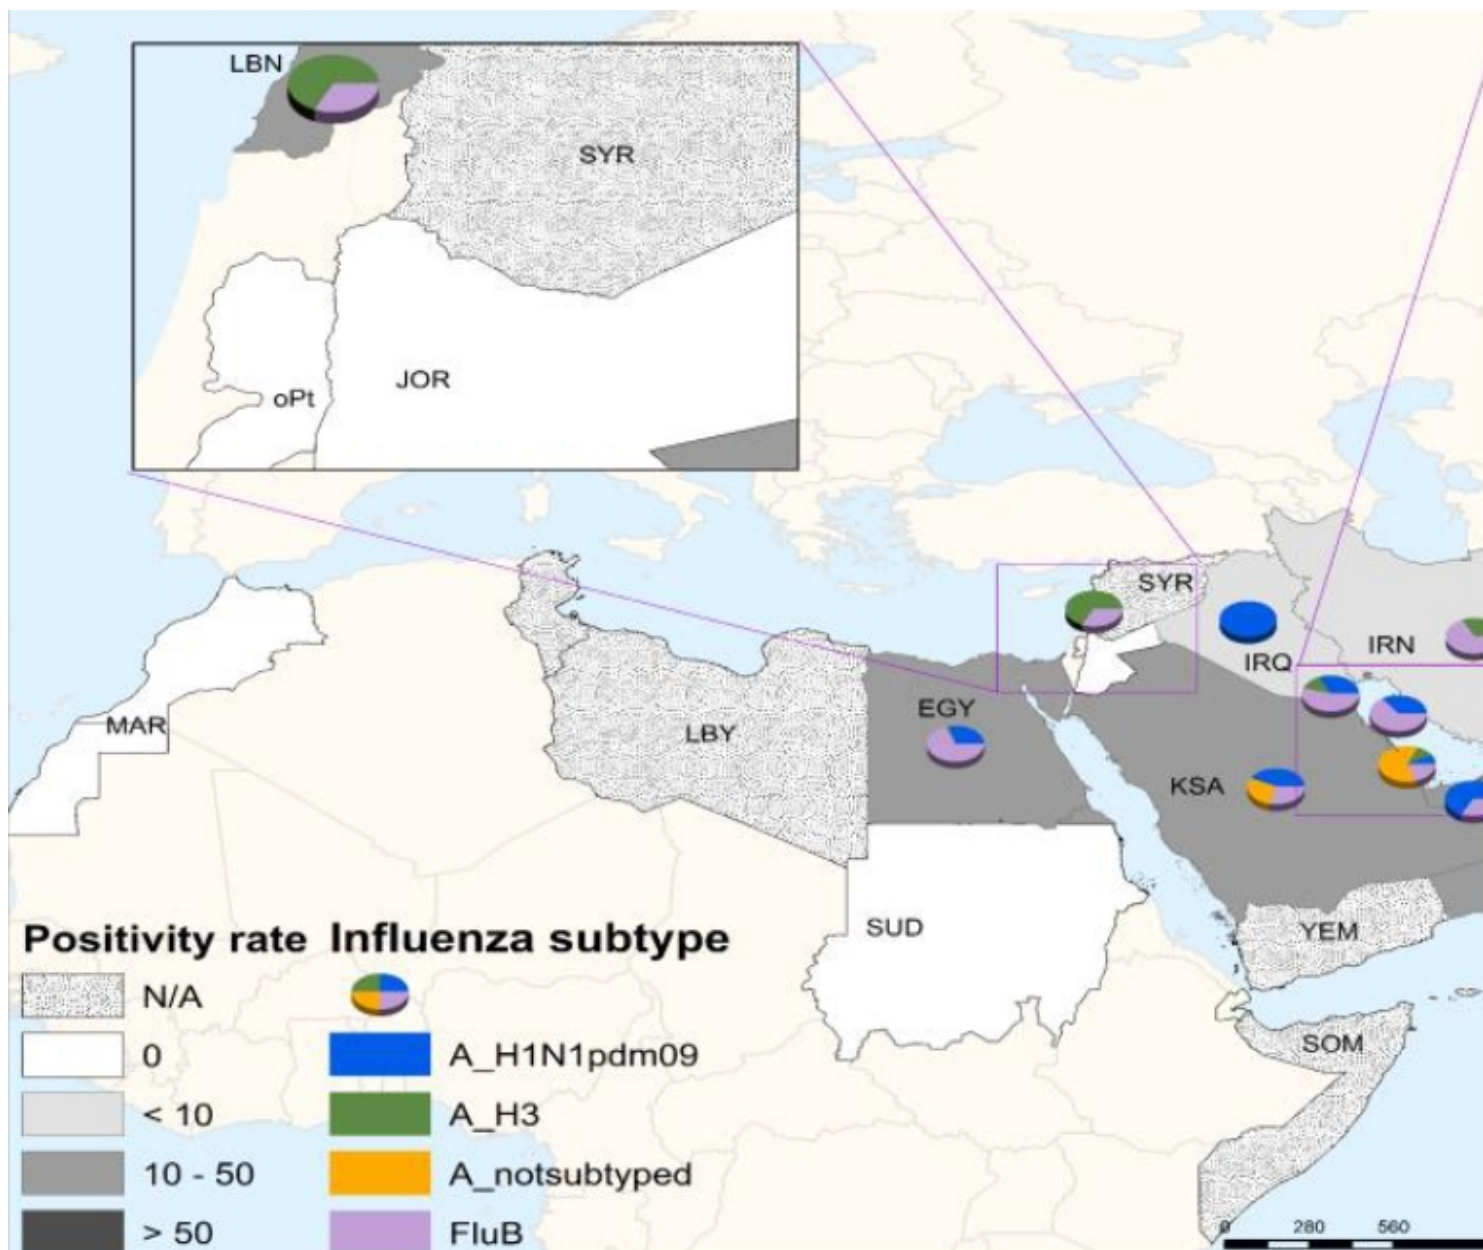 LBN
SYR
JOR
oPt
SYR
IRQ
IRN
MAR
LBY
EGY
KSA
SUD
YEM
SOM
Positivity rate
N/A
0
< 10
10 - 50
> 50
Influenza subtype
A_H1N1pdm09
A_H3
A_notsubtyped
FluB
0 280 560